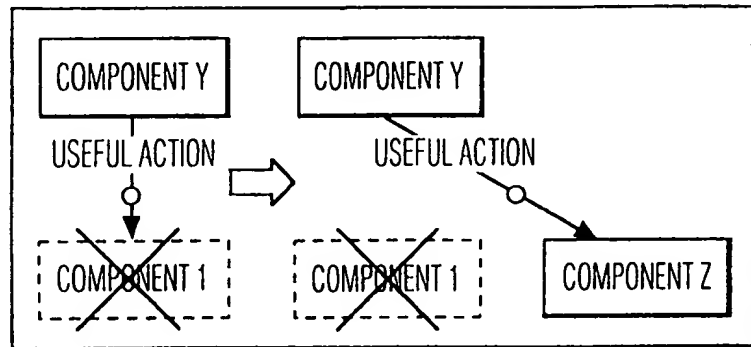 COMPONENT Y
COMPONENT Y
USEFUL ACTION
USEFUL ACTION
COMPONENT 1
COMPONENT 1
COMPONENT Z